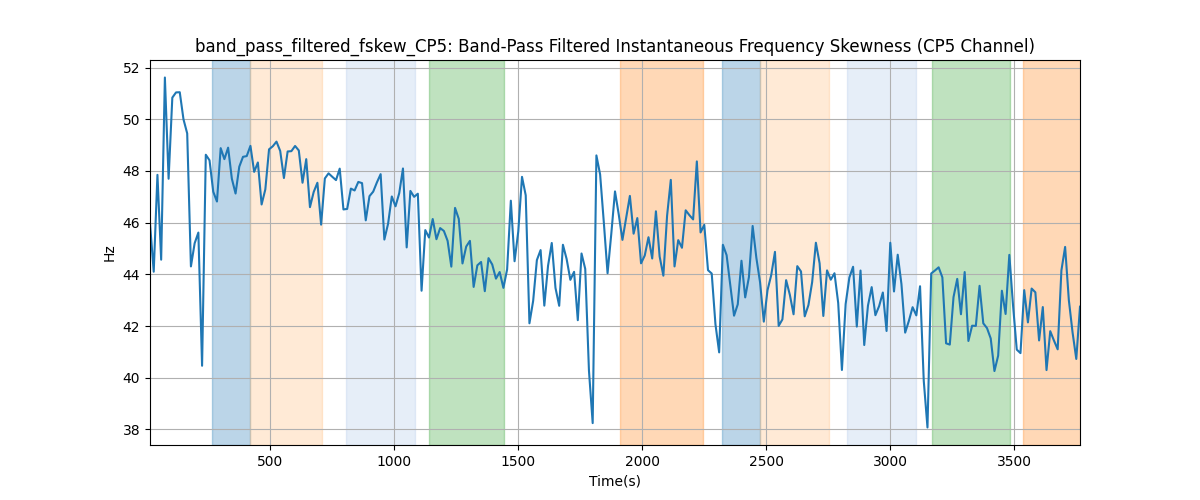 band_pass_filtered_fskew_CP5: Band-Pass Filtered Instantaneous Frequency Skewness (CP5 Channel)
52
50
48
46
44
42
40
38
Hz
500 1000 1500 2000 2500 3000 3500
Time(s)